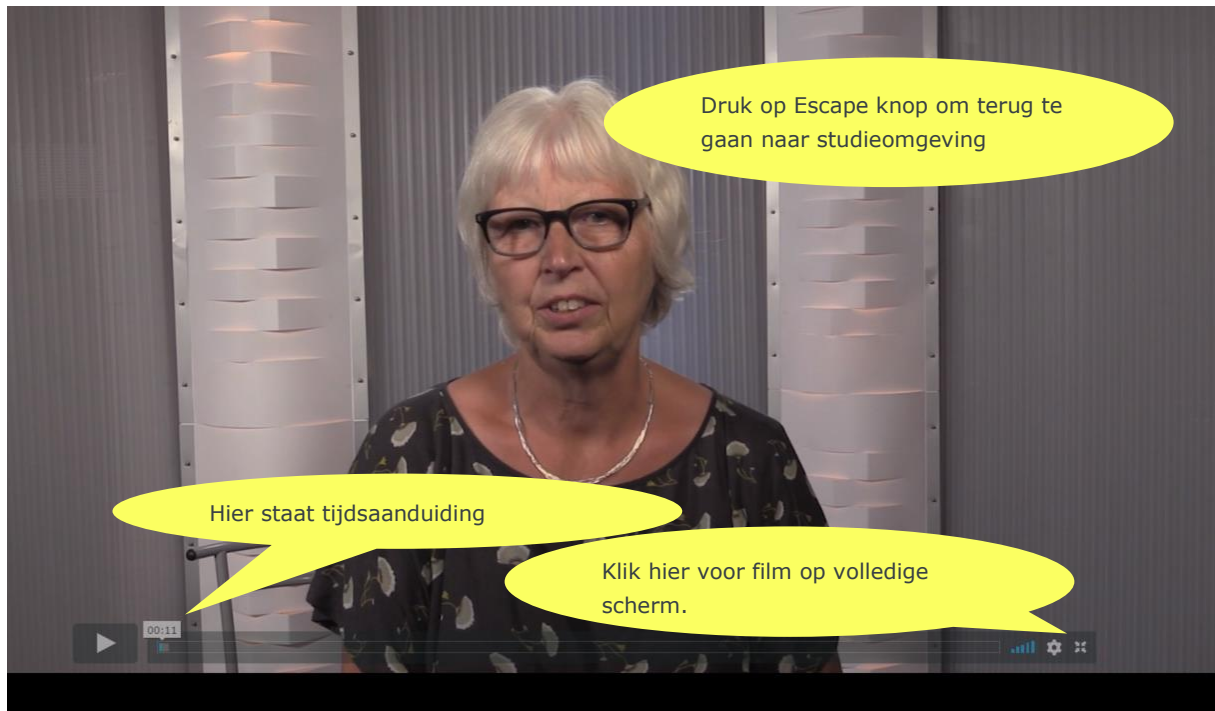 Druk op Escape knop om terug te
gaan naar studieomgeving
Hier staat tijdsaanduiding
Klik hier voor film op volledige
scherm.
00:11